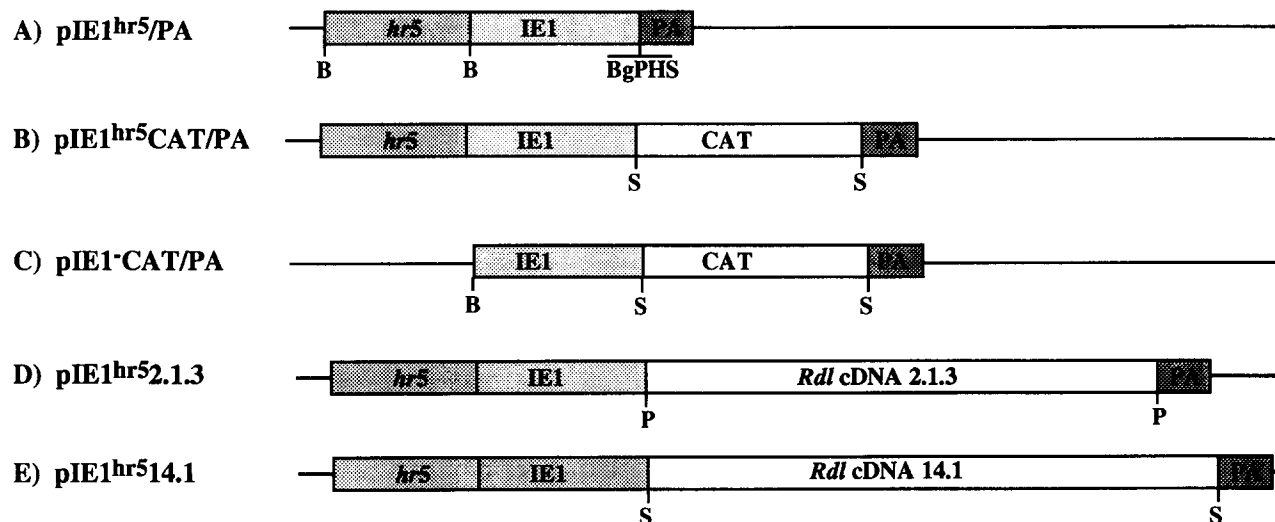 A) pIE1hr5/PA
hr5 IE1 PA
B B BgPHS
B) pIE1hr5CAT/PA
hr5 IE1 CAT PA
S S
C) pIE1-CAT/PA
IE1 CAT PA
B S S
D) pIE1hr52.1.3
hr5 IE1 Rdl cDNA 2.1.3 PA
P P
E) pIE1hr514.1
hr5 IE1 Rdl cDNA 14.1 PA
S S